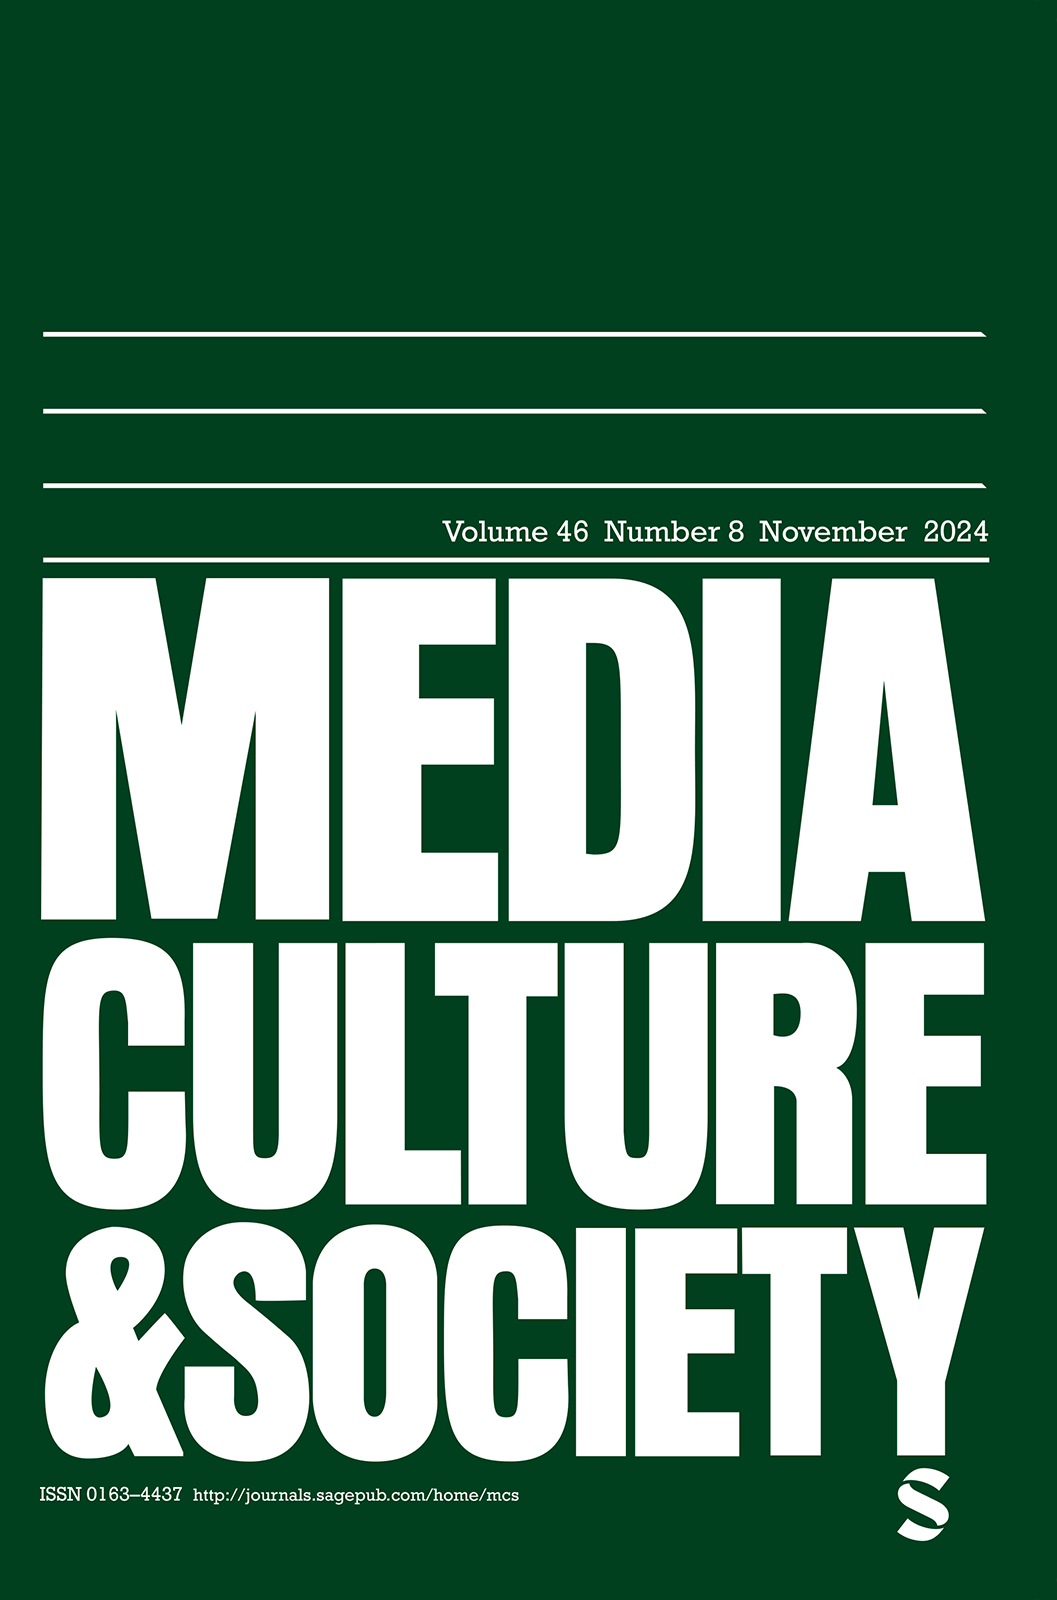 Volume 46 Number 8 November 2024
MEDIA
CULTURE
&SOCIETY
ISSN 0163–4437 http://journals.sagepub.com/home/mcs
S